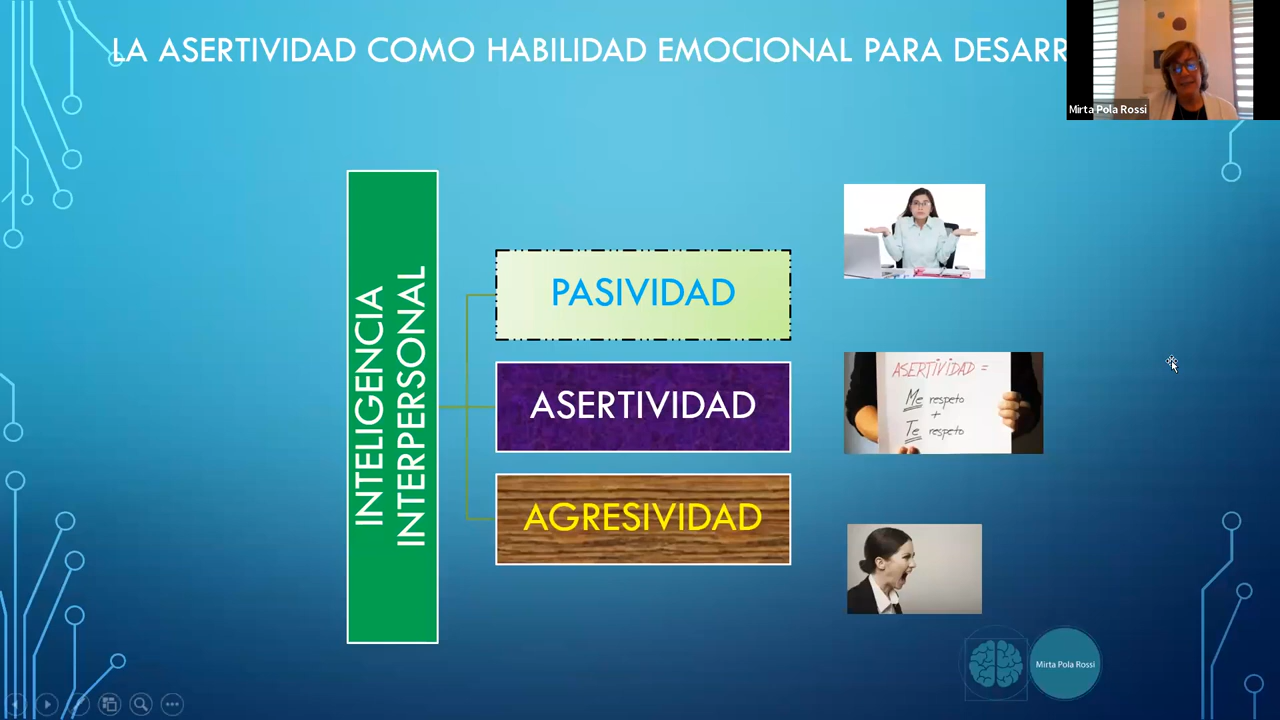 LA ASERTIVIDAD COMO HABILIDAD EMOCIONAL PARA DESARR
Mirta Pola Rossi
INTELIGENCIA
INTERPERSONAL
PASIVIDAD
ASERTIVIDAD
AGRESIVIDAD
ASERTIVIDAD =
Me respeto
+
Te respeto
Mirta Pola Rossi